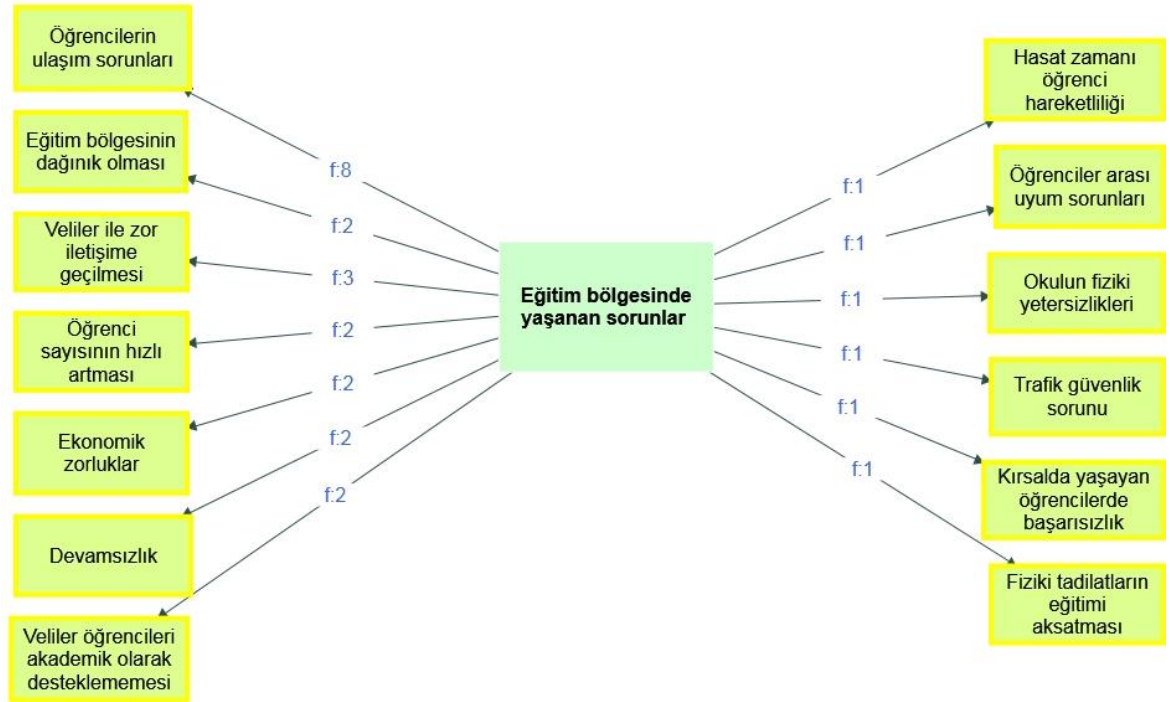 Öğrencilerin
ulaşım sorunları
Eğitim bölgesinin
dağınık olması
Veliler ile zor
iletişime
geçilmesi
Öğrenci
sayısının hızlı
artması
Ekonomik
zorluklar
Devamsızlık
Veliler öğrencileri
akademik olarak
desteklememesi
f:8
f:2
f:3
f:2
f:2
f:2
f:2
Eğitim bölgesinde
yaşanan sorunlar
f:1
f:1
f:1
f:1
f:1
f:1
Hasat zamanı
öğrenci
hareketliliği
Öğrenciler arası
uyum sorunları
Okulun fiziki
yetersizlikleri
Trafik güvenlik
sorunu
Kırsalda yaşayan
öğrencilerde
başarısızlık
Fiziki tadilatların
eğitimi
aksatması